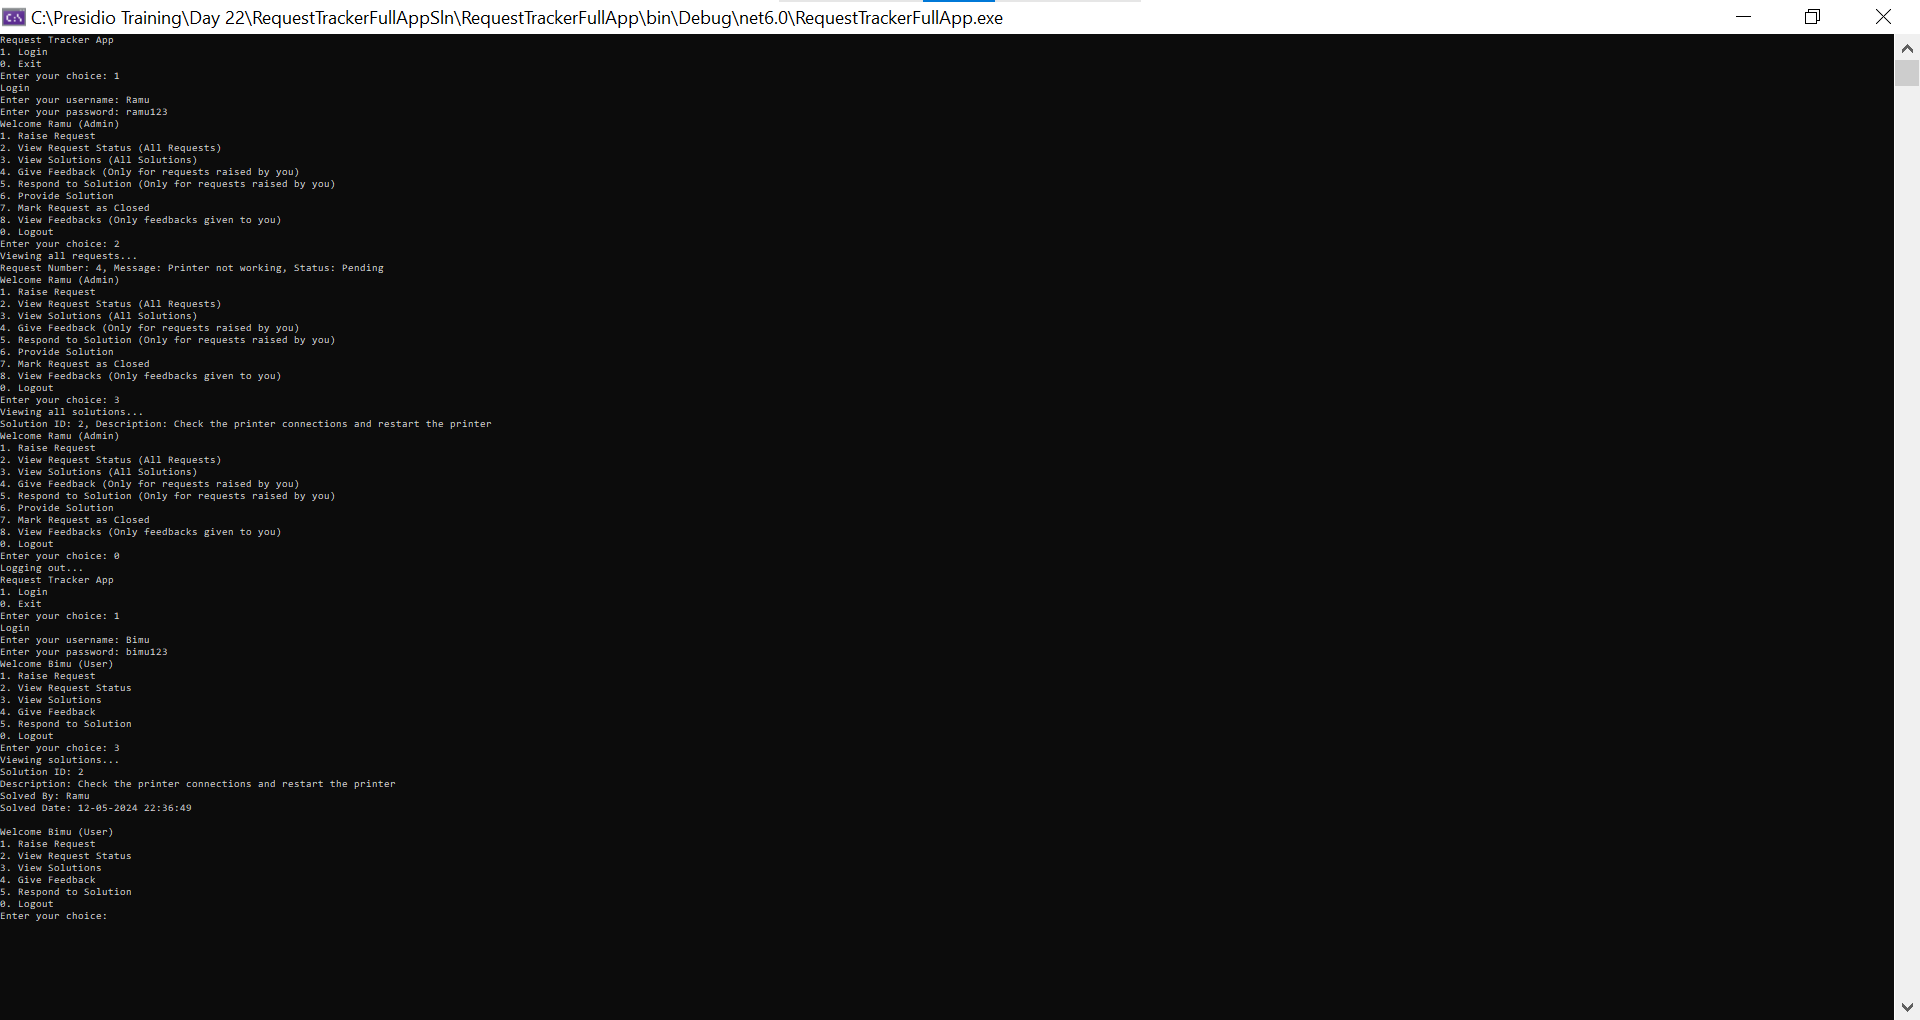 C:\Presidio Training\Day 22\RequestTrackerFullAppSln\RequestTrackerFullApp\bin\Debug\net6.0\RequestTrackerFullApp.exe
Request Tracker App
1. Login
0. Exit
Enter your choice: 1
Login
Enter your username: Ramu
Enter your password: ramu123
Welcome Ramu (Admin)
1. Raise Request
2. View Request Status (All Requests)
3. View Solutions (All Solutions)
4. Give Feedback (Only for requests raised by you)
5. Respond to Solution (Only for requests raised by you)
6. Provide Solution
7. Mark Request as Closed
8. View Feedbacks (Only feedbacks given to you)
0. Logout
Enter your choice: 2
Viewing all requests...
Request Number: 4, Message: Printer not working, Status: Pending
Welcome Ramu (Admin)
1. Raise Request
2. View Request Status (All Requests)
3. View Solutions (All Solutions)
4. Give Feedback (Only for requests raised by you)
5. Respond to Solution (Only for requests raised by you)
6. Provide Solution
7. Mark Request as Closed
8. View Feedbacks (Only feedbacks given to you)
0. Logout
Enter your choice: 3
Viewing all solutions...
Solution ID: 2, Description: Check the printer connections and restart the printer
Welcome Ramu (Admin)
1. Raise Request
2. View Request Status (All Requests)
3. View Solutions (All Solutions)
4. Give Feedback (Only for requests raised by you)
5. Respond to Solution (Only for requests raised by you)
6. Provide Solution
7. Mark Request as Closed
8. View Feedbacks (Only feedbacks given to you)
0. Logout
Enter your choice: 0
Logging out...
Request Tracker App
1. Login
0. Exit
Enter your choice: 1
Login
Enter your username: Bimu
Enter your password: bimu123
Welcome Bimu (User)
1. Raise Request
2. View Request Status
3. View Solutions
4. Give Feedback
5. Respond to Solution
0. Logout
Enter your choice: 3
Viewing solutions...
Solution ID: 2
Description: Check the printer connections and restart the printer
Solved By: Ramu
Solved Date: 12-05-2024 22:36:49
Welcome Bimu (User)
1. Raise Request
2. View Request Status
3. View Solutions
4. Give Feedback
5. Respond to Solution
0. Logout
Enter your choice: